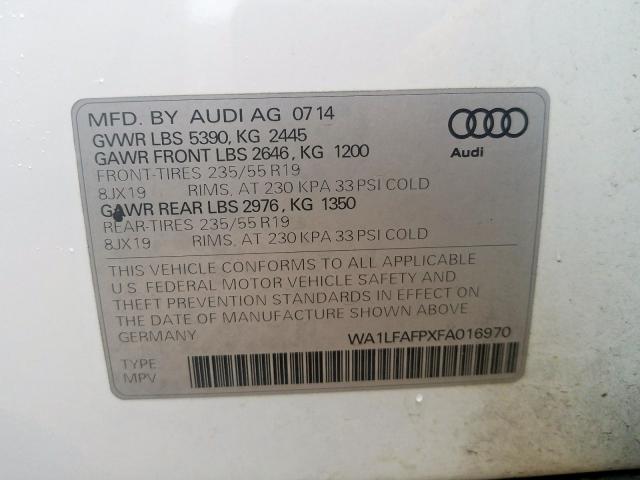 MFD. BY AUDI AG 07 14
GVWR LBS 5390, KG 2445
GAWR FRONT LBS 2646, KG 1200
FRONT-TIRES 235/55 R19
8JX19 RIMS, AT 230 KPA 33 PSI COLD
GAWR REAR LBS 2976, KG 1350
REAR-TIRES 235/55 R19
8JX19 RIMS, AT 230 KPA 33 PSI COLD
Audi
THIS VEHICLE CONFORMS TO ALL APPLICABLE
U.S. FEDERAL MOTOR VEHICLE SAFETY AND
THEFT PREVENTION STANDARDS IN EFFECT ON
THE DATE OF MANUFACTURE SHOWN ABOVE
GERMANY WA1LFAFPXFA016970
TYPE
MPV